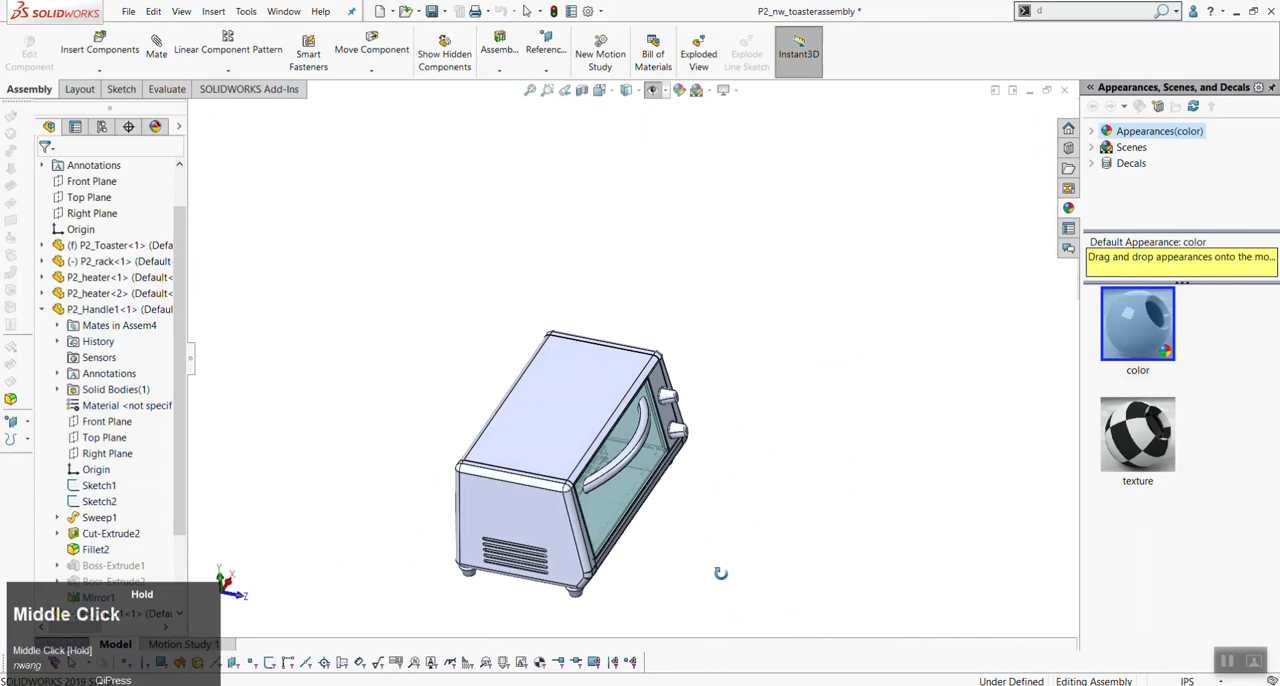 SOLIDWORKS
File Edit View Insert Tools Window Help
P2_nw_toasterassembly *
d
Edit Component
Insert Components
Mate
Linear Component Pattern
Smart Fasteners
Move Component
Show Hidden Components
Assemb...
Referenc...
New Motion Study
Bill of Materials
Exploded View
Explode Line Sketch
Instant3D
Assembly Layout Sketch Evaluate SOLIDWORKS Add-Ins
Annotations
Front Plane
Top Plane
Right Plane
Origin
(f) P2_Toaster<1> (Defa
(-) P2_rack<1> (Default
P2_heater<1> (Default<
P2_heater<2> (Default<
P2_Handle1<1> (Defau
Mates in Assem4
History
Sensors
Annotations
Solid Bodies(1)
Material <not specif
Front Plane
Top Plane
Right Plane
Origin
Sketch1
Sketch2
Sweep1
Cut-Extrude2
Fillet2
Boss-Extrude1
Mirror1
Hold
Middle Click
Middle Click [Hold]
nwang
QiPress
Y
X
Z
Model Motion Study 1
SOLIDWORKS 2019
Under Defined Editing Assembly IPS
Appearances, Scenes, and Decals
Appearances(color)
Scenes
Decals
Default Appearance: color
Drag and drop appearances onto the mo...
color
texture